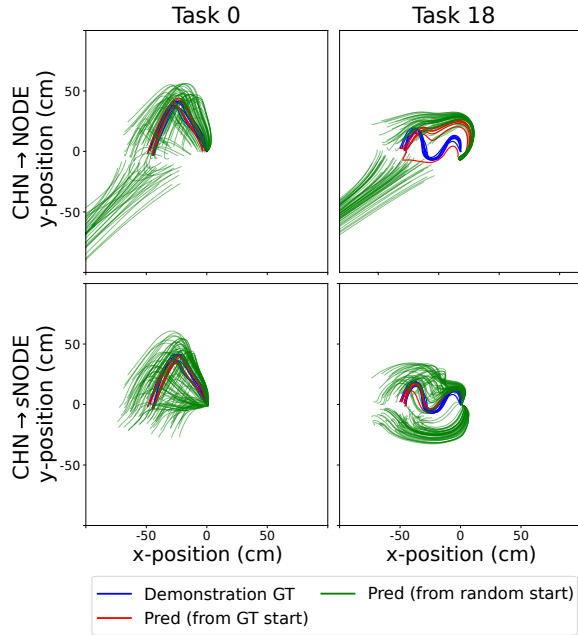 Task 0
Task 18
CHN → NODE
y-position (cm)
50
0
-50
CHN → sNODE
y-position (cm)
50
0
-50
-50
0
50
-50
0
50
x-position (cm)
x-position (cm)
Demonstration GT
Pred (from random start)
Pred (from GT start)